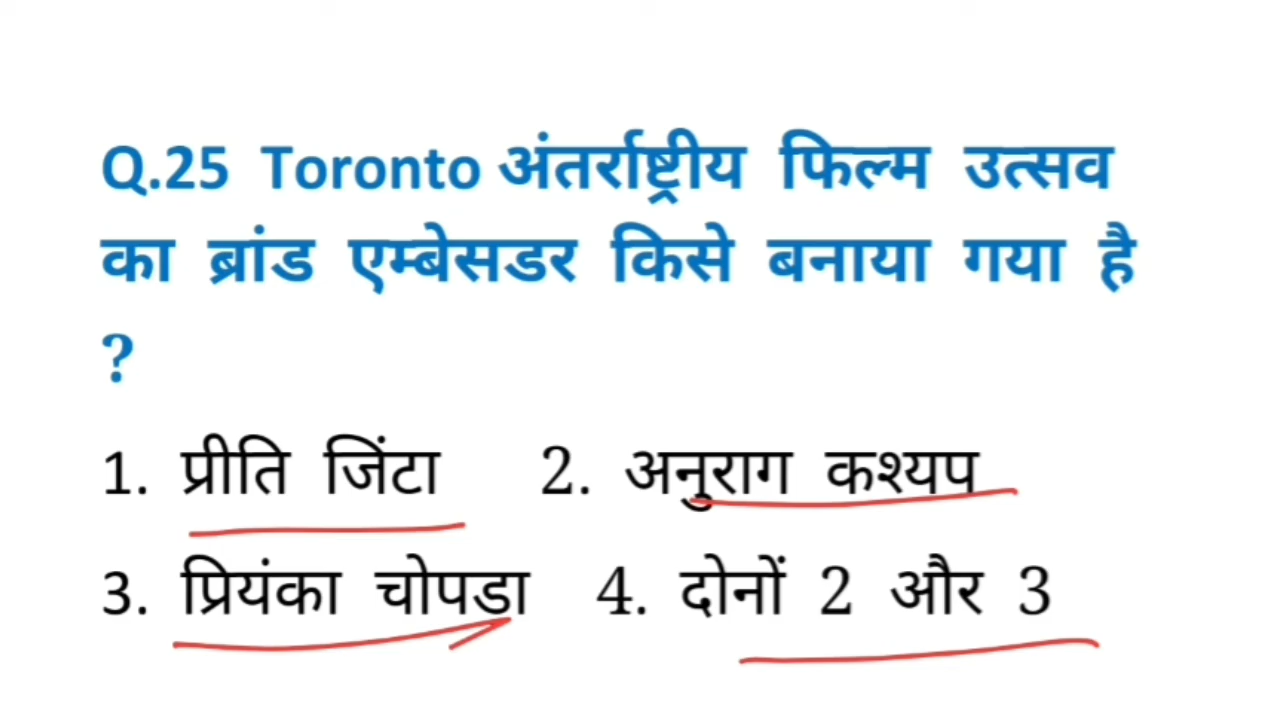 Q.25 Toronto अंतर्राष्ट्रीय फिल्म उत्सव
का ब्रांड एम्बेसडर किसे बनाया गया है
?
1. प्रीति जिंटा 2. अनुराग कश्यप
3. प्रियंका चोपडा 4. दोनों 2 और 3